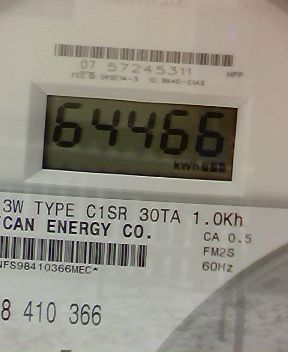 07 57245311 HPP
64466
kWh
3W TYPE C1SR 30TA 1.0Kh
CAN ENERGY CO. CA 0.5
FM2S
NFS98410366MEC* 60Hz
8 410 366